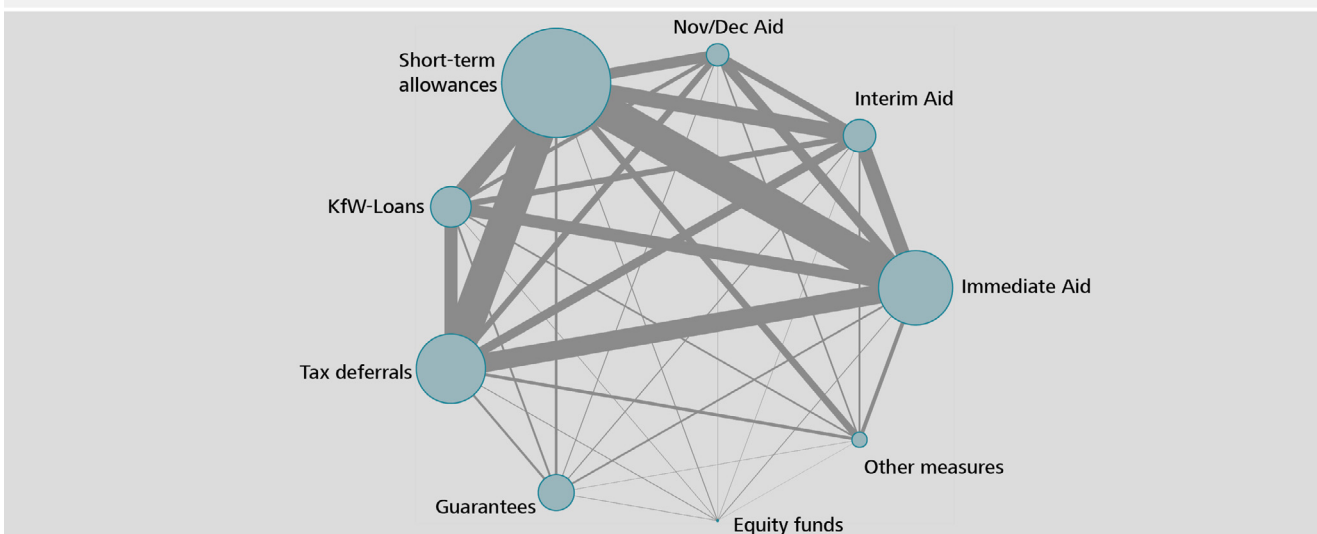 Nov/Dec Aid
Short-term
allowances
Interim Aid
KfW-Loans
Immediate Aid
Tax deferrals
Other measures
Guarantees
Equity funds